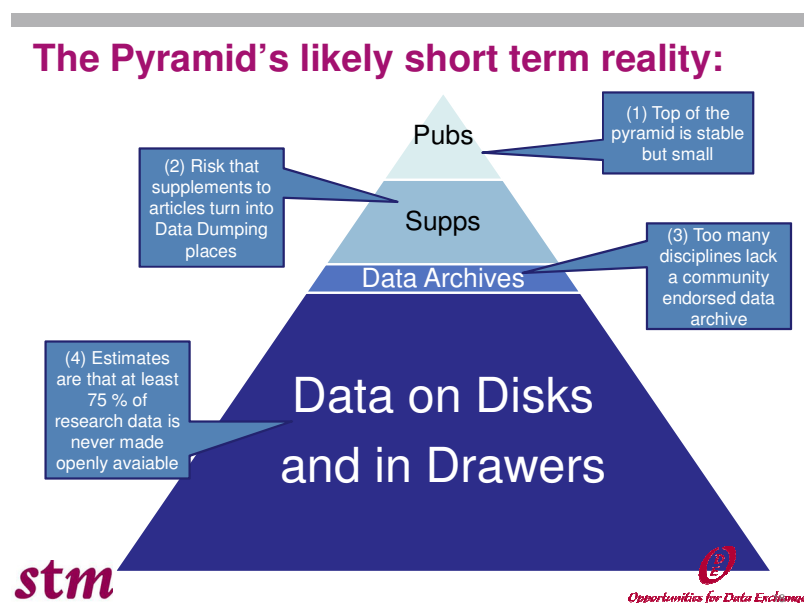 The Pyramid's likely short term reality:
Pubs
(1) Top of the
pyramid is stable
but small
(2) Risk that
supplements to
articles turn into
Data Dumping
places
Supps
Data Archives
(3) Too many
disciplines lack
a community
endorsed data
archive
(4) Estimates
are that at least
75 % of
research data is
never made
openly avaiable
Data on Disks
and in Drawers
stm
Opportunities for Data Exchange